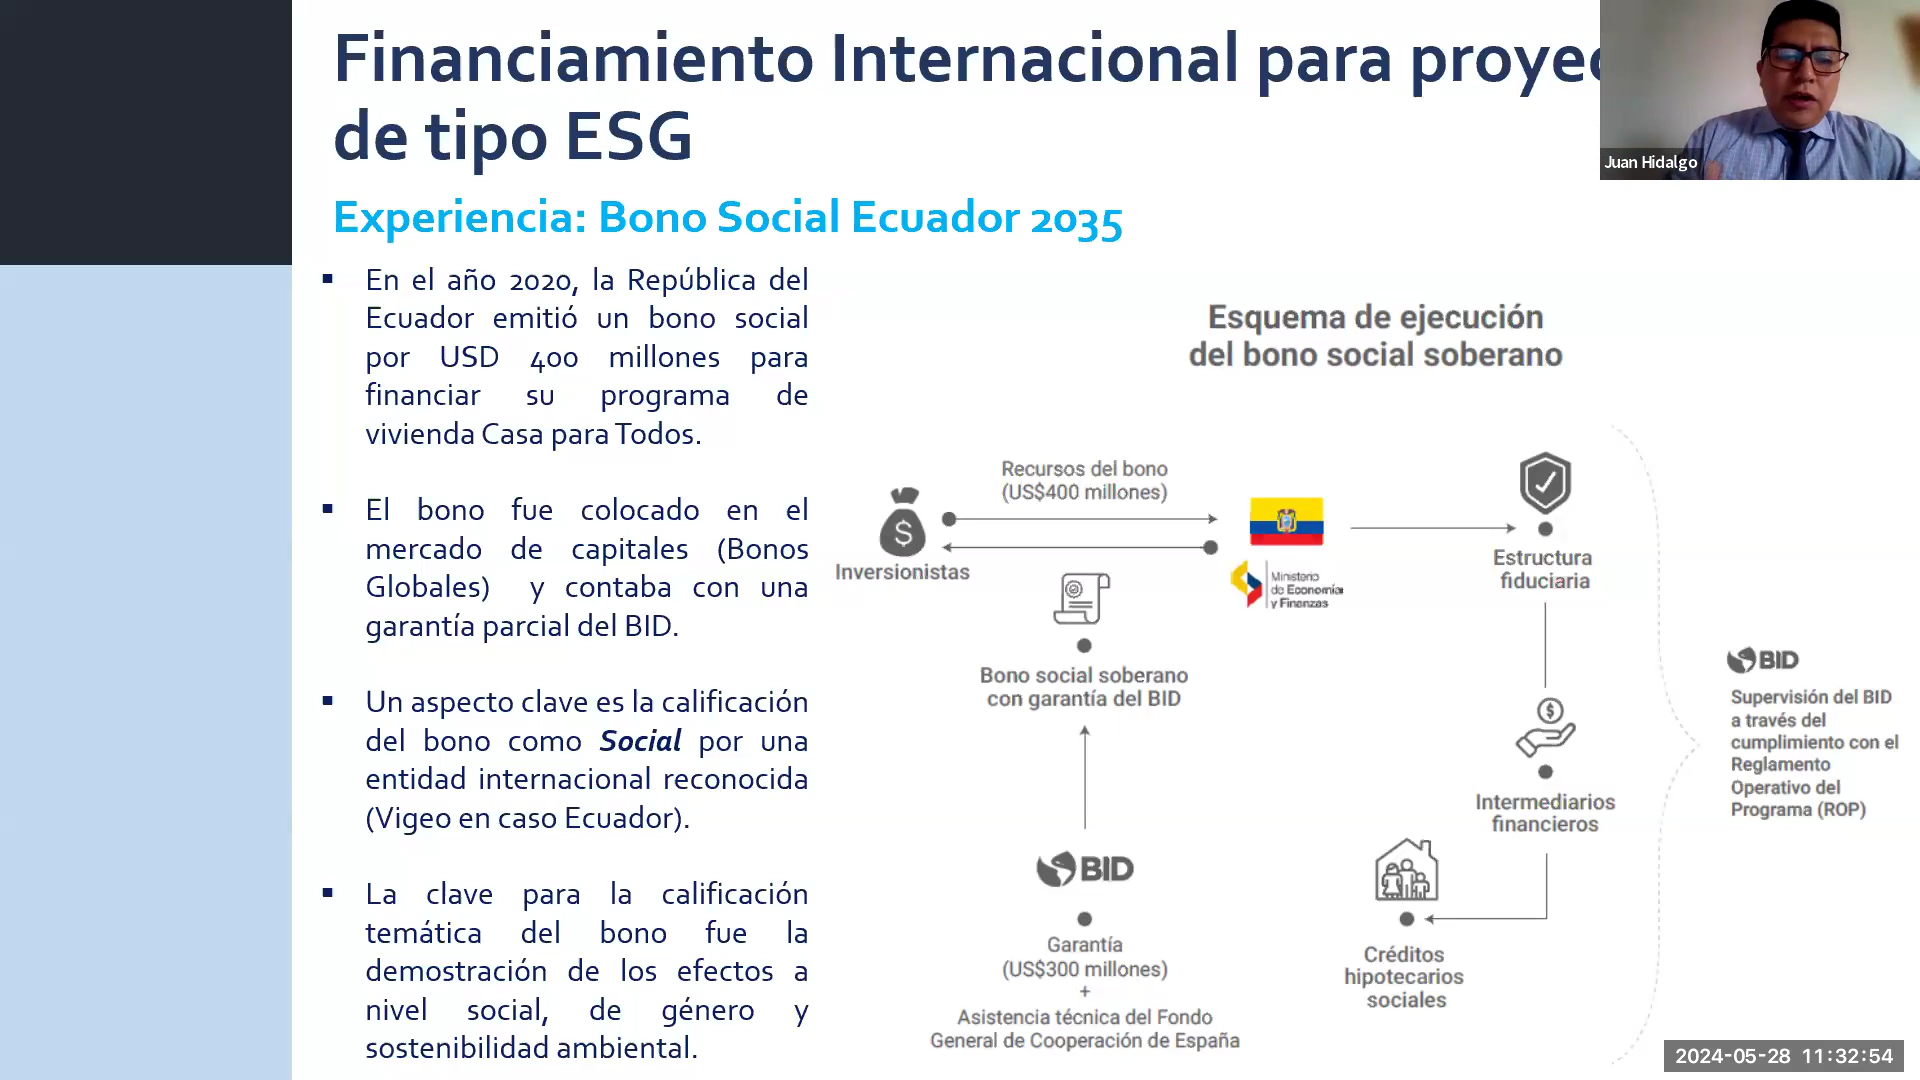 Financiamiento Internacional para proyec
de tipo ESG
Juan Hidalgo
Experiencia: Bono Social Ecuador 2035
▪ En el año 2020, la República del
Ecuador emitió un bono social
por USD 400 millones para
financiar su programa de
vivienda Casa para Todos.
▪ El bono fue colocado en el
mercado de capitales (Bonos
Globales) y contaba con una
garantía parcial del BID.
▪ Un aspecto clave es la calificación
del bono como Social por una
entidad internacional reconocida
(Vigeo en caso Ecuador).
▪ La clave para la calificación
temática del bono fue la
demostración de los efectos a
nivel social, de género y
sostenibilidad ambiental.
Esquema de ejecución
del bono social soberano
Recursos del bono
(US$400 millones)
$
Inversionistas
Ministerio
de Economía
y Finanzas
Estructura
fiduciaria
Bono social soberano
con garantía del BID
BID
Garantía
(US$300 millones)
+
Asistencia técnica del Fondo
General de Cooperación de España
$
Intermediarios
financieros
Créditos
hipotecarios
sociales
BID
Supervisión del BID
a través del
cumplimiento con el
Reglamento
Operativo del
Programa (ROP)
2024-05-28 11:32:54